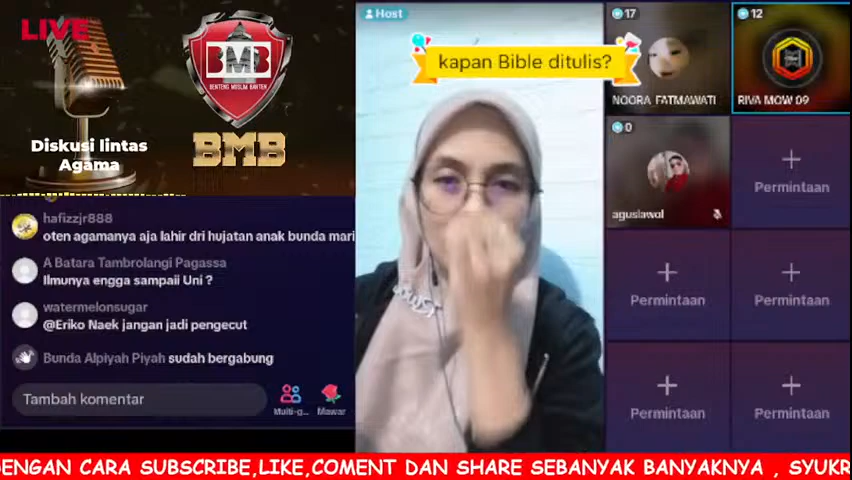 LIVE
BMB
BENTENG MUSLIM BANTEN
Diskusi lintas
Agama
BMB
hafizzjr888
oten agamanya aja lahir dri hujatan anak bunda mari
A Batara Tambrolangi Pagassa
Ilmunya engga sampaii Uni ?
watermelonsugar
@Eriko Naek jangan jadi pengecut
Bunda Alpiyah Piyah sudah bergabung
Tambah komentar
Multi-g...
Mawar
Host
kapan Bible ditulis?
17
NOORA FATMAWATI
12
RIVA MOW 09
0
aguslawol
Permintaan
Permintaan
Permintaan
Permintaan
Permintaan
DENGAN CARA SUBSCRIBE,LIKE,COMENT DAN SHARE SEBANYAK BANYAKNYA , SYUKR